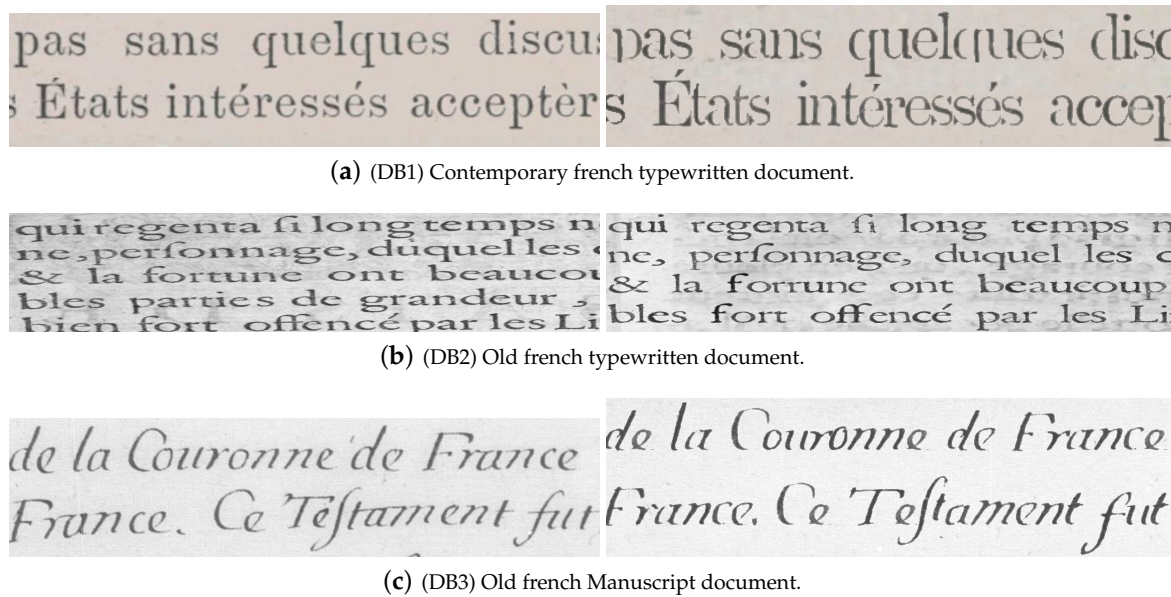 pas sans quelques discu
s États intéressés acceptèr
pas sans quelques disc
s États intéressés accep
(a) (DB1) Contemporary french typewritten document.
qui regenta ſi long temps n
ne, perſonnage, duquel les
& la fortune ont beaucou
bles parties de grandeur ,
bien fort offencé par les Li
qui regenta ſi long temps n
ne, perſonnage, duquel les c
& la forrune ont beaucoup
bles fort offencé par les Li
(b) (DB2) Old french typewritten document.
de la Couronne de France
France. Ce Teſtament fut
de la Couronne de France
France. Ce Teſtament fut
(c) (DB3) Old french Manuscript document.